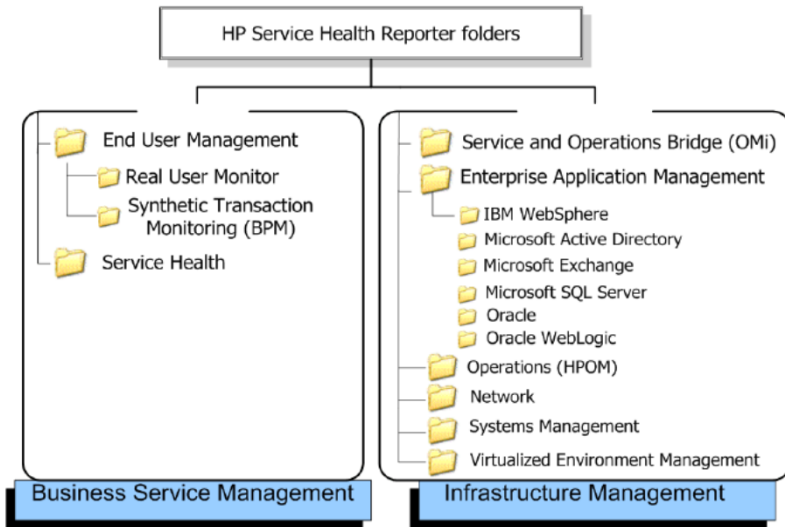 HP Service Health Reporter folders
End User Management
Real User Monitor
Synthetic Transaction
Monitoring (BPM)
Service Health
Business Service Management
Service and Operations Bridge (OMi)
Enterprise Application Management
IBM WebSphere
Microsoft Active Directory
Microsoft Exchange
Microsoft SQL Server
Oracle
Oracle WebLogic
Operations (HPOM)
Network
Systems Management
Virtualized Environment Management
Infrastructure Management